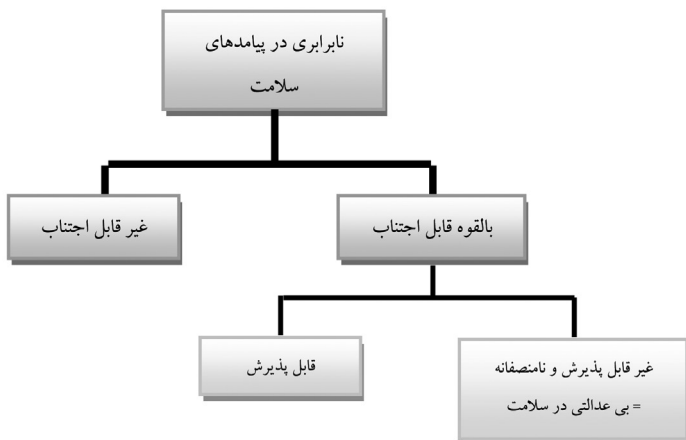 نابرابری در پیامدهای
سلامت
بالقوه قابل اجتناب
غیر قابل اجتناب
غیر قابل پذیرش و نامنصفانه
= بی عدالتی در سلامت
قابل پذیرش